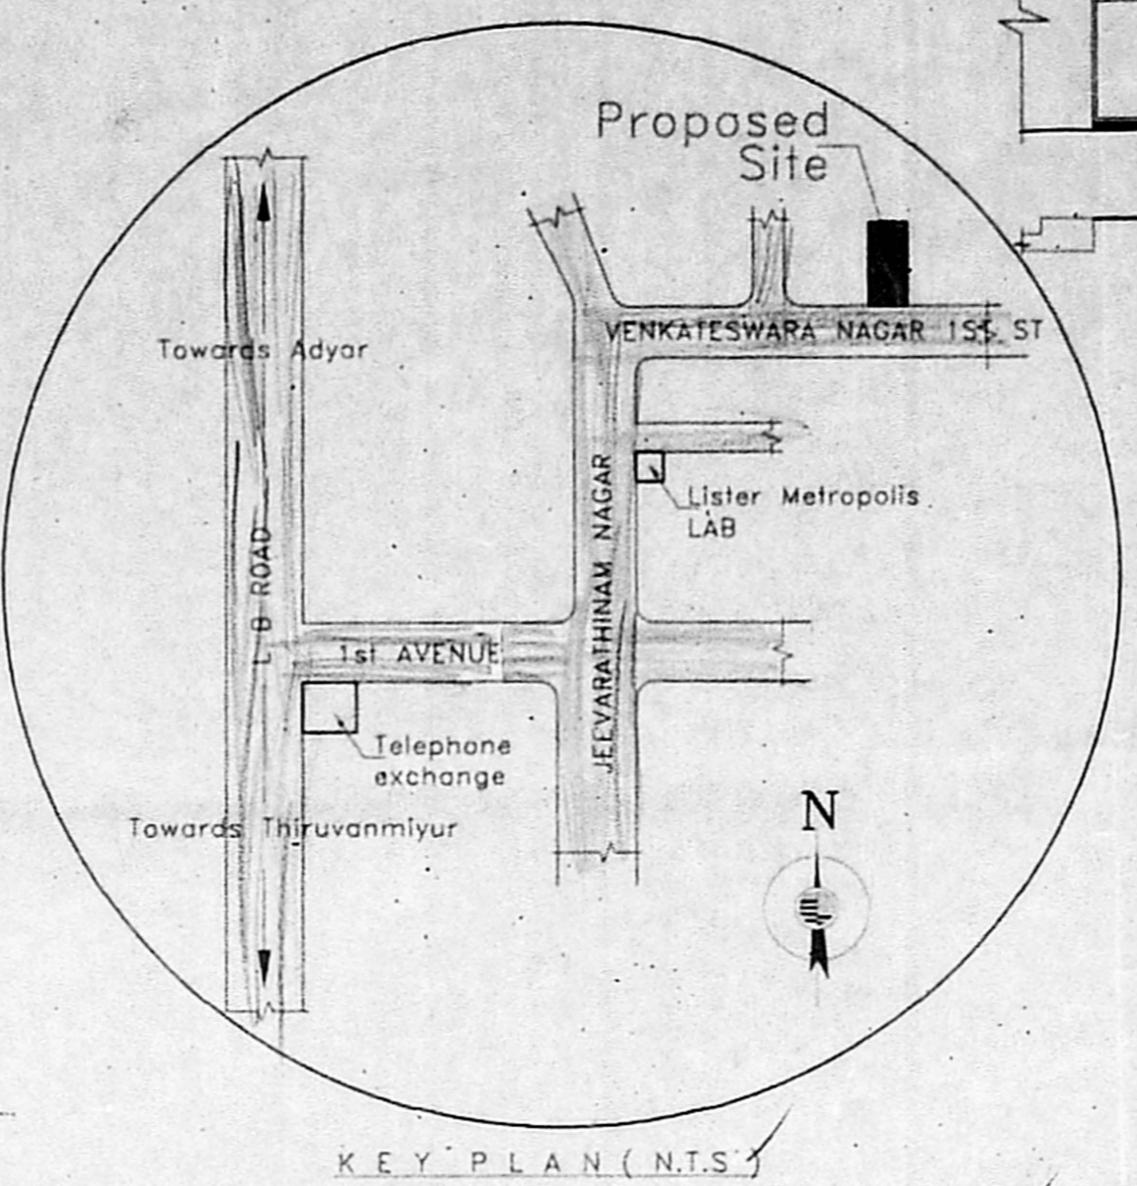 Proposed
Site
VENKATESWARA NAGAR 1St ST
Towards Adyar
Lister Metropolis
LAB
JEEVARATHINAM NAGAR
L B ROAD
1st AVENUE
Telephone
exchange
Towards Thiruvanmiyur
N
KEY PLAN ( N.T.S )